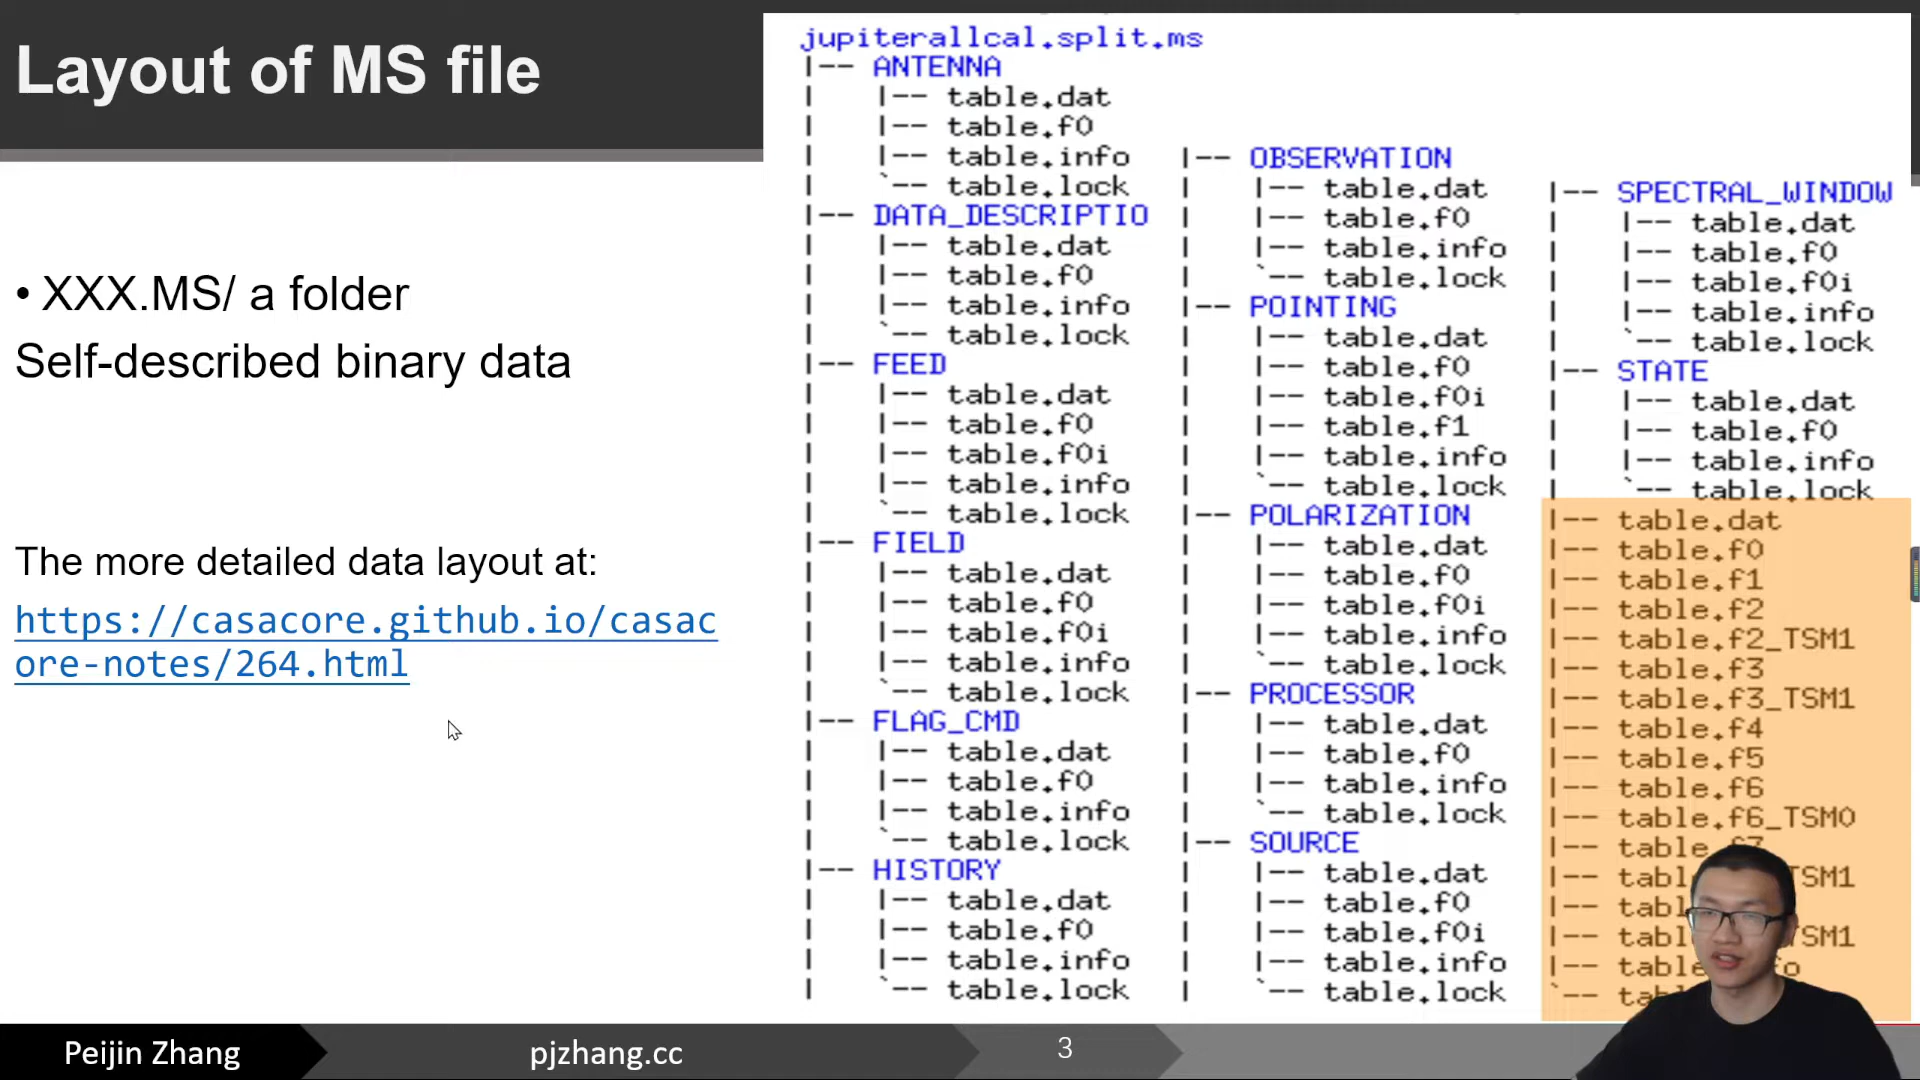 Layout of MS file
• XXX.MS/ a folder
Self-described binary data
The more detailed data layout at:
https://casacore.github.io/casac
ore-notes/264.html
jupiterallcal.split.ms
|-- ANTENNA
| |-- table.dat
| |-- table.f0
| |-- table.info
| `-- table.lock
|-- DATA_DESCRIPTIO
| |-- table.dat
| |-- table.f0
| |-- table.info
| `-- table.lock
|-- FEED
| |-- table.dat
| |-- table.f0
| |-- table.f0i
| |-- table.info
| `-- table.lock
|-- FIELD
| |-- table.dat
| |-- table.f0
| |-- table.f0i
| |-- table.info
| `-- table.lock
|-- FLAG_CMD
| |-- table.dat
| |-- table.f0
| |-- table.info
| `-- table.lock
|-- HISTORY
| |-- table.dat
| |-- table.f0
| |-- table.info
| `-- table.lock
|-- OBSERVATION
| |-- table.dat
| |-- table.f0
| |-- table.info
| `-- table.lock
|-- POINTING
| |-- table.dat
| |-- table.f0
| |-- table.f0i
| |-- table.f1
| |-- table.info
| `-- table.lock
|-- POLARIZATION
| |-- table.dat
| |-- table.f0
| |-- table.f0i
| |-- table.info
| `-- table.lock
|-- PROCESSOR
| |-- table.dat
| |-- table.f0
| |-- table.info
| `-- table.lock
|-- SOURCE
| |-- table.dat
| |-- table.f0
| |-- table.f0i
| |-- table.info
| `-- table.lock
|-- SPECTRAL_WINDOW
| |-- table.dat
| |-- table.f0
| |-- table.f0i
| |-- table.info
| `-- table.lock
|-- STATE
| |-- table.dat
| |-- table.f0
| |-- table.info
| `-- table.lock
|-- table.dat
|-- table.f0
|-- table.f1
|-- table.f2
|-- table.f2_TSM1
|-- table.f3
|-- table.f3_TSM1
|-- table.f4
|-- table.f5
|-- table.f6
|-- table.f6_TSM0
|-- table.f7
Peijin Zhang
pjzhang.cc
3